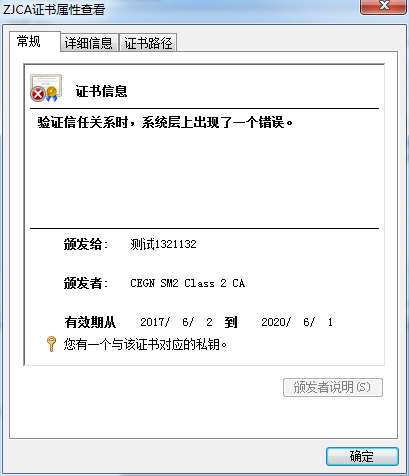 ZJCA证书属性查看
常规 详细信息 证书路径
证书信息
验证信任关系时，系统层上出现了一个错误。
颁发给： 测试1321132
颁发者： CEGN SM2 Class 2 CA
有效期从 2017/ 6/ 2 到 2020/ 6/ 1
您有一个与该证书对应的私钥。
颁发者说明(S)
确定